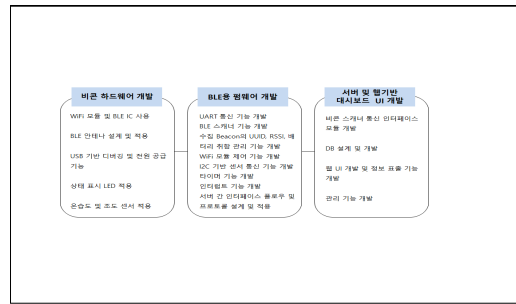 비콘 하드웨어 개발
WiFi 모듈 및 BLE IC 사용
BLE 안테나 설계 및 적용
USB 기반 디버깅 및 전원 공급
기능
상태 표시 LED 적용
온습도 및 조도 센서 적용
BLE용 펌웨어 개발
UART 통신 기능 개발
BLE 스캐너 기능 개발
수집 Beacon의 UUID, RSSI, 배
터리 취합 관리 기능 개발
WiFi 모듈 제어 기능 개발
I2C 기반 센서 통신 기능 개발
타이머 기능 개발
인터럽트 기능 개발
서버 간 인터페이스 플로우 및
프로토콜 설계 및 적용
서버 및 웹기반
대시보드 UI 개발
비콘 스캐너 통신 인터페이스
모듈 개발
DB 설계 및 개발
웹 UI 개발 및 정보 표출 기능
개발
관리 기능 개발